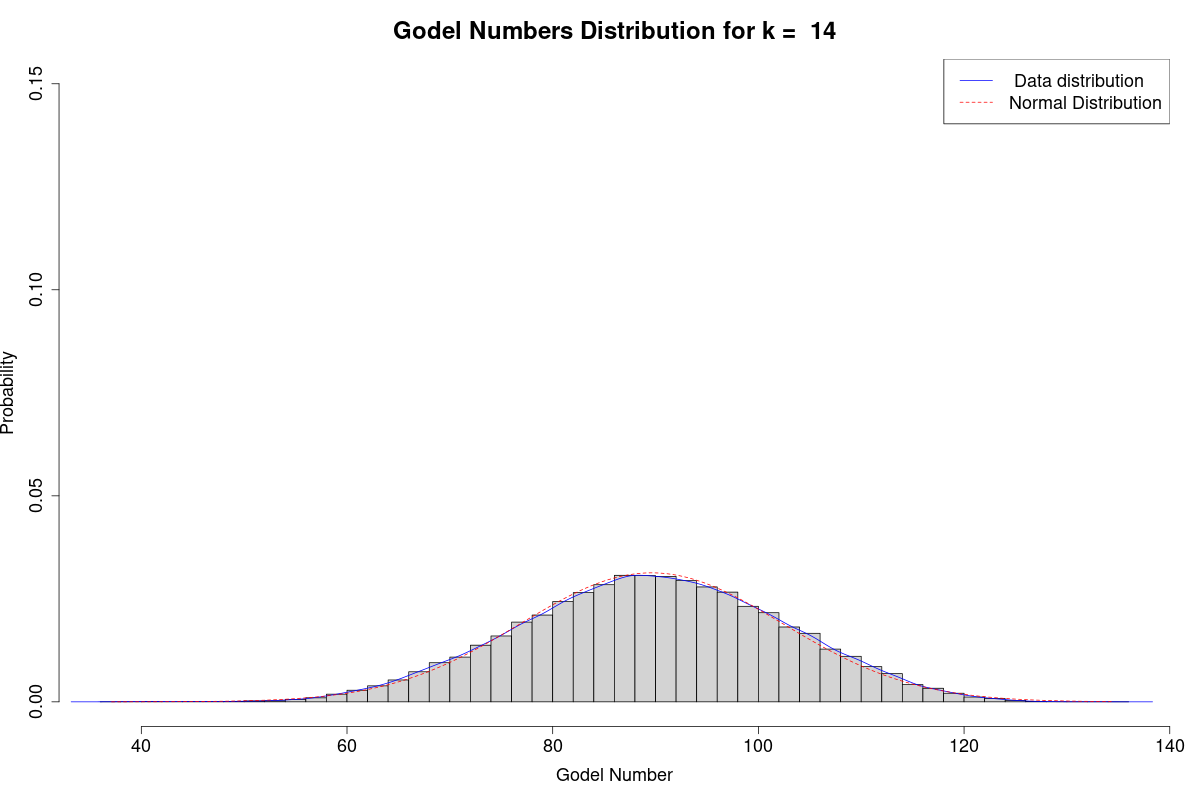 Godel Numbers Distribution for k =  14
Data distribution
Normal Distribution
Probability
0.15
0.10
0.05
0.00
40 60 80 100 120 140
Godel Number